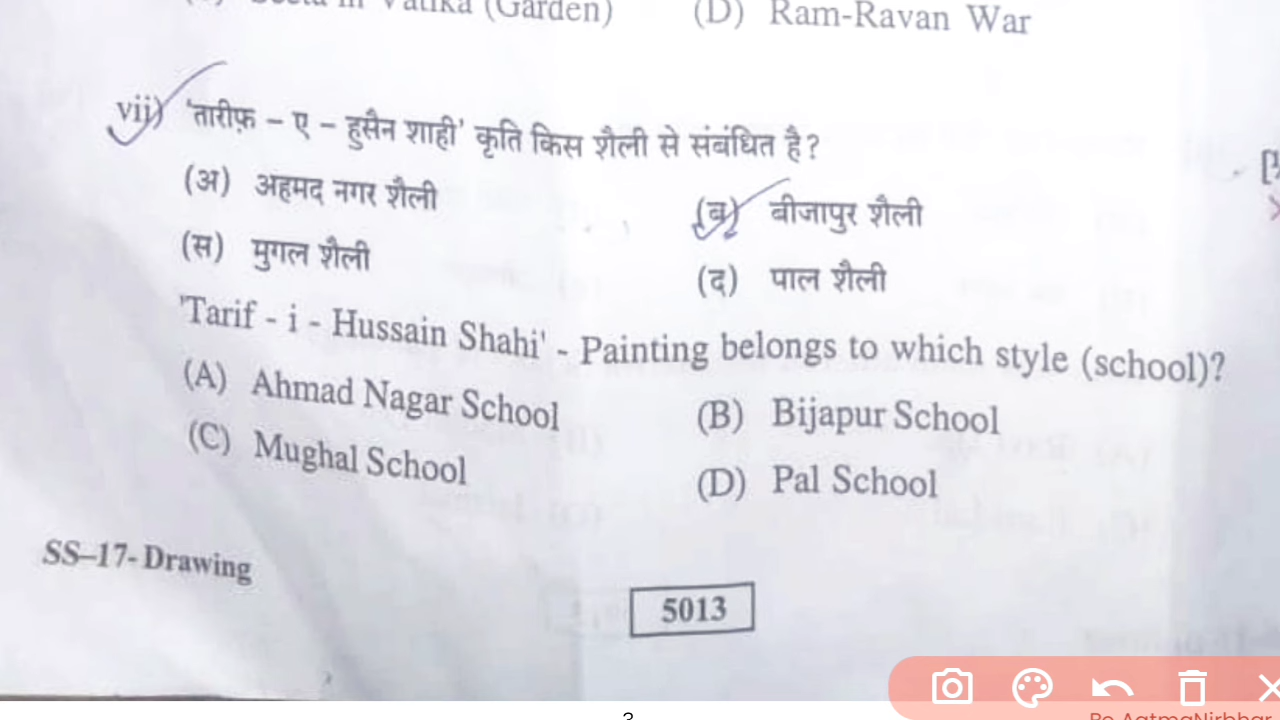 (Garden) (D) Ram-Ravan War
vii) 'तारीफ़ – ए – हुसैन शाही' कृति किस शैली से संबंधित है?
(अ) अहमद नगर शैली (ब) बीजापुर शैली
(स) मुगल शैली (द) पाल शैली
'Tarif - i - Hussain Shahi' - Painting belongs to which style (school)?
(A) Ahmad Nagar School (B) Bijapur School
(C) Mughal School (D) Pal School
SS–17- Drawing
5013